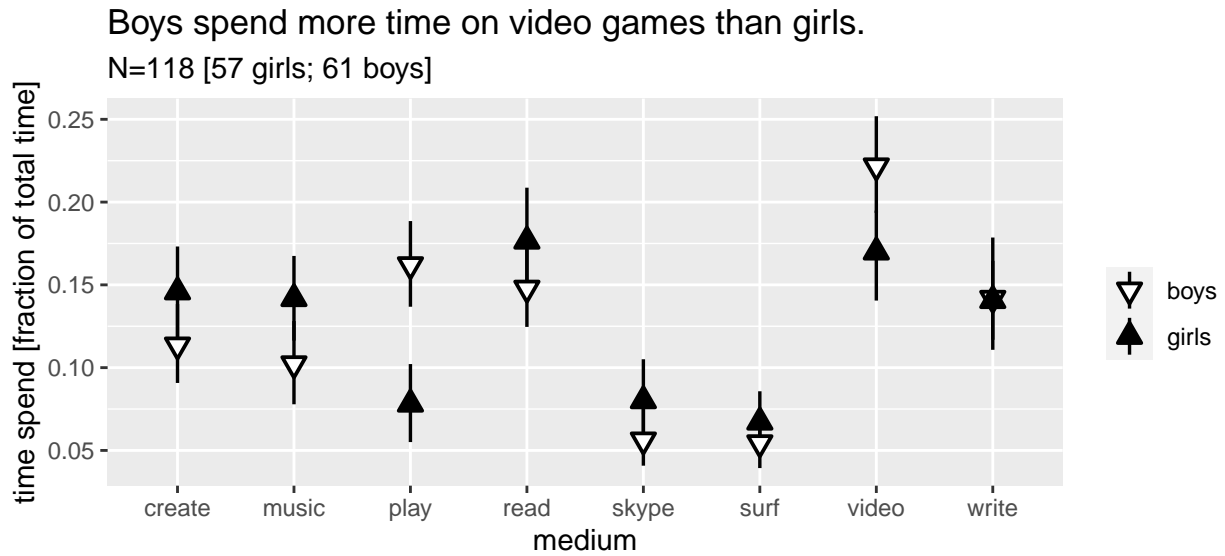 Boys spend more time on video games than girls.
N=118 [57 girls; 61 boys]
time spend [fraction of total time]
0.25
0.20
0.15
0.10
0.05
create music play read skype surf video write
medium
boys
girls